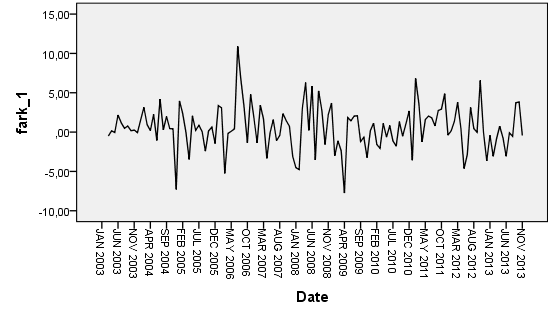 15,00
10,00
5,00
,00
-5,00
-10,00
fark_1
JAN 2003
JUN 2003
NOV 2003
APR 2004
SEP 2004
FEB 2005
JUL 2005
DEC 2005
MAY 2006
OCT 2006
MAR 2007
AUG 2007
JAN 2008
JUN 2008
NOV 2008
APR 2009
SEP 2009
FEB 2010
JUL 2010
DEC 2010
MAY 2011
OCT 2011
MAR 2012
AUG 2012
JAN 2013
JUN 2013
NOV 2013
Date